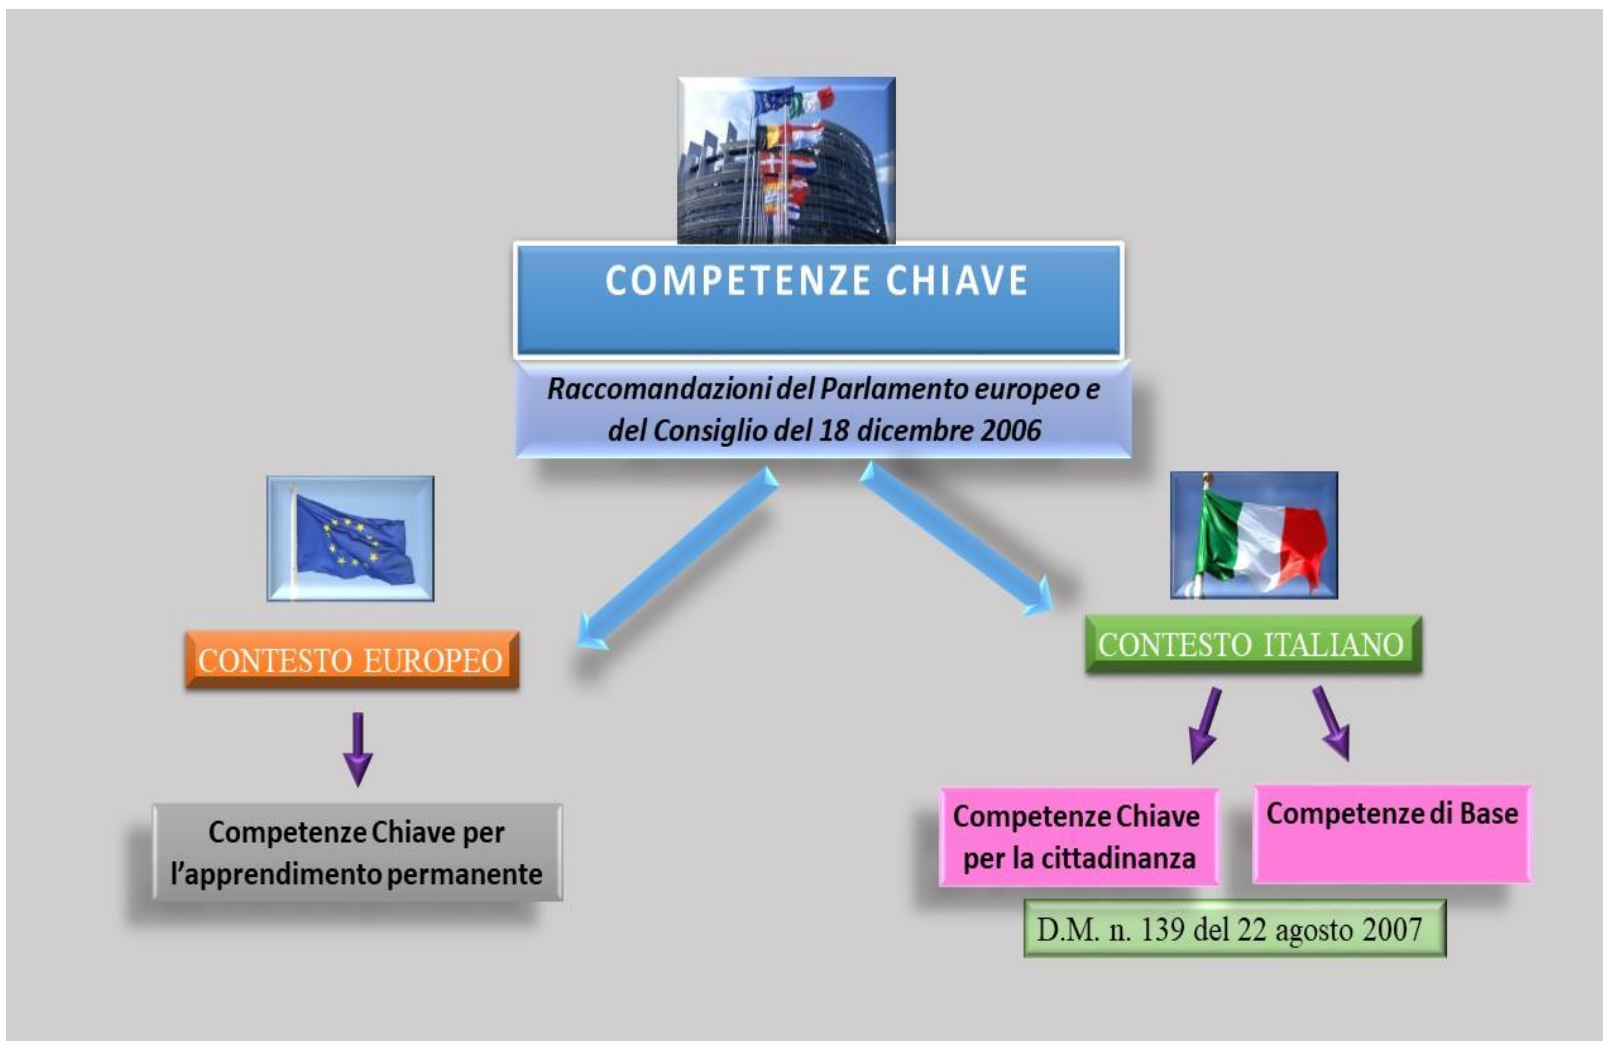 COMPETENZE CHIAVE
Raccomandazioni del Parlamento europeo e
del Consiglio del 18 dicembre 2006
CONTESTO EUROPEO
CONTESTO ITALIANO
Competenze Chiave per
l'apprendimento permanente
Competenze Chiave
per la cittadinanza
Competenze di Base
D.M. n. 139 del 22 agosto 2007